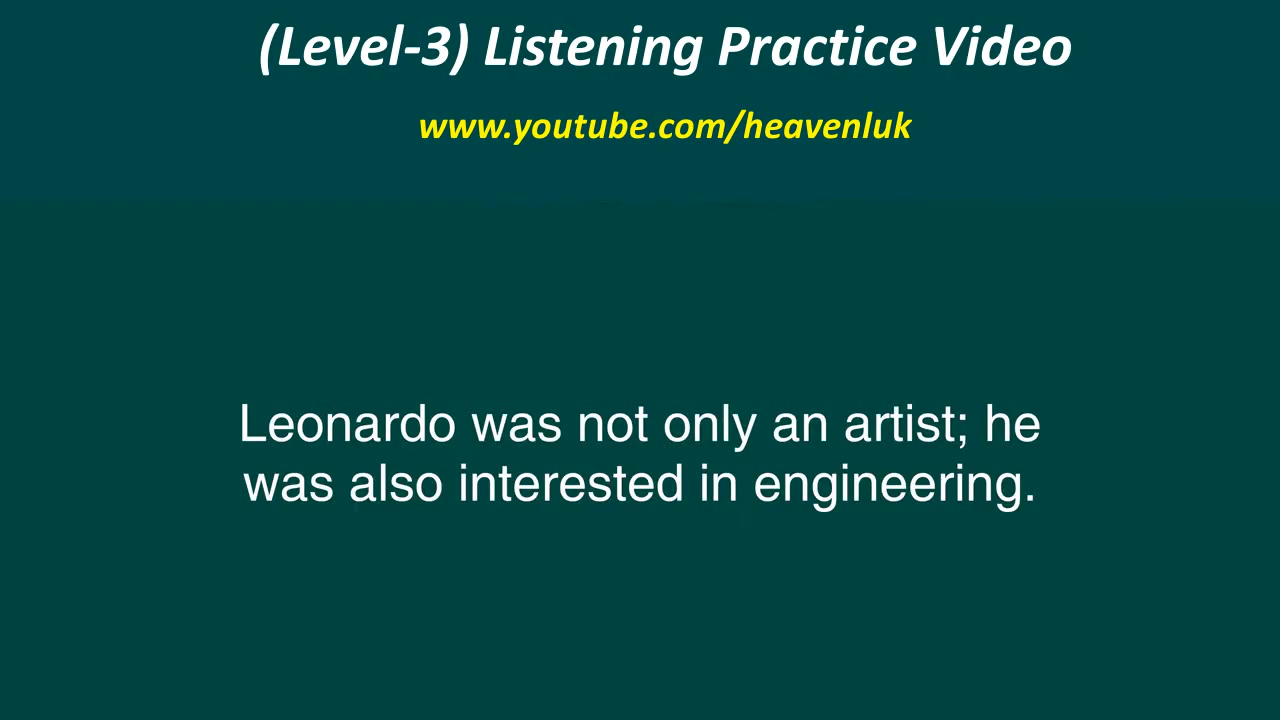 (Level-3) Listening Practice Video
www.youtube.com/heavenluk
Leonardo was not only an artist; he
was also interested in engineering.